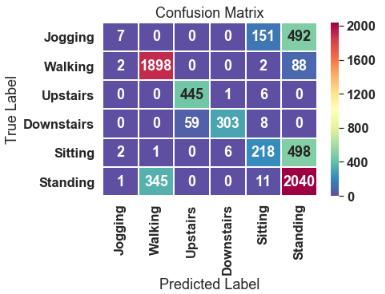 Confusion Matrix
Jogging 7 0 0 0 151 492
Walking 2 1898 0 0 2 88
Upstairs 0 0 445 1 6 0
Downstairs 0 0 59 303 8 0
Sitting 2 1 0 6 218 498
Standing 1 345 0 0 11 2040
True Label
Jogging Walking Upstairs Downstairs Sitting Standing
Predicted Label
2000
1600
1200
800
400
0